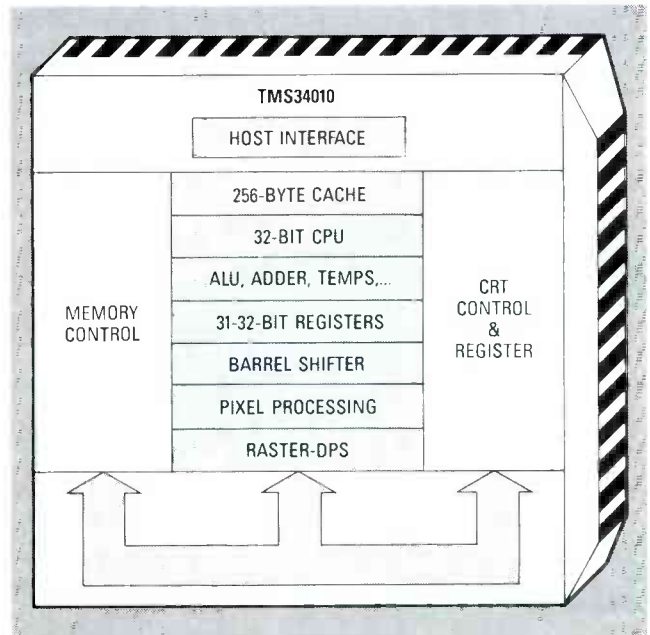 TMS34010
HOST INTERFACE
256-BYTE CACHE
32-BIT CPU
ALU, ADDER, TEMPS,...
31-32-BIT REGISTERS
BARREL SHIFTER
PIXEL PROCESSING
RASTER-DPS
MEMORY
CONTROL
CRT
CONTROL
&
REGISTER